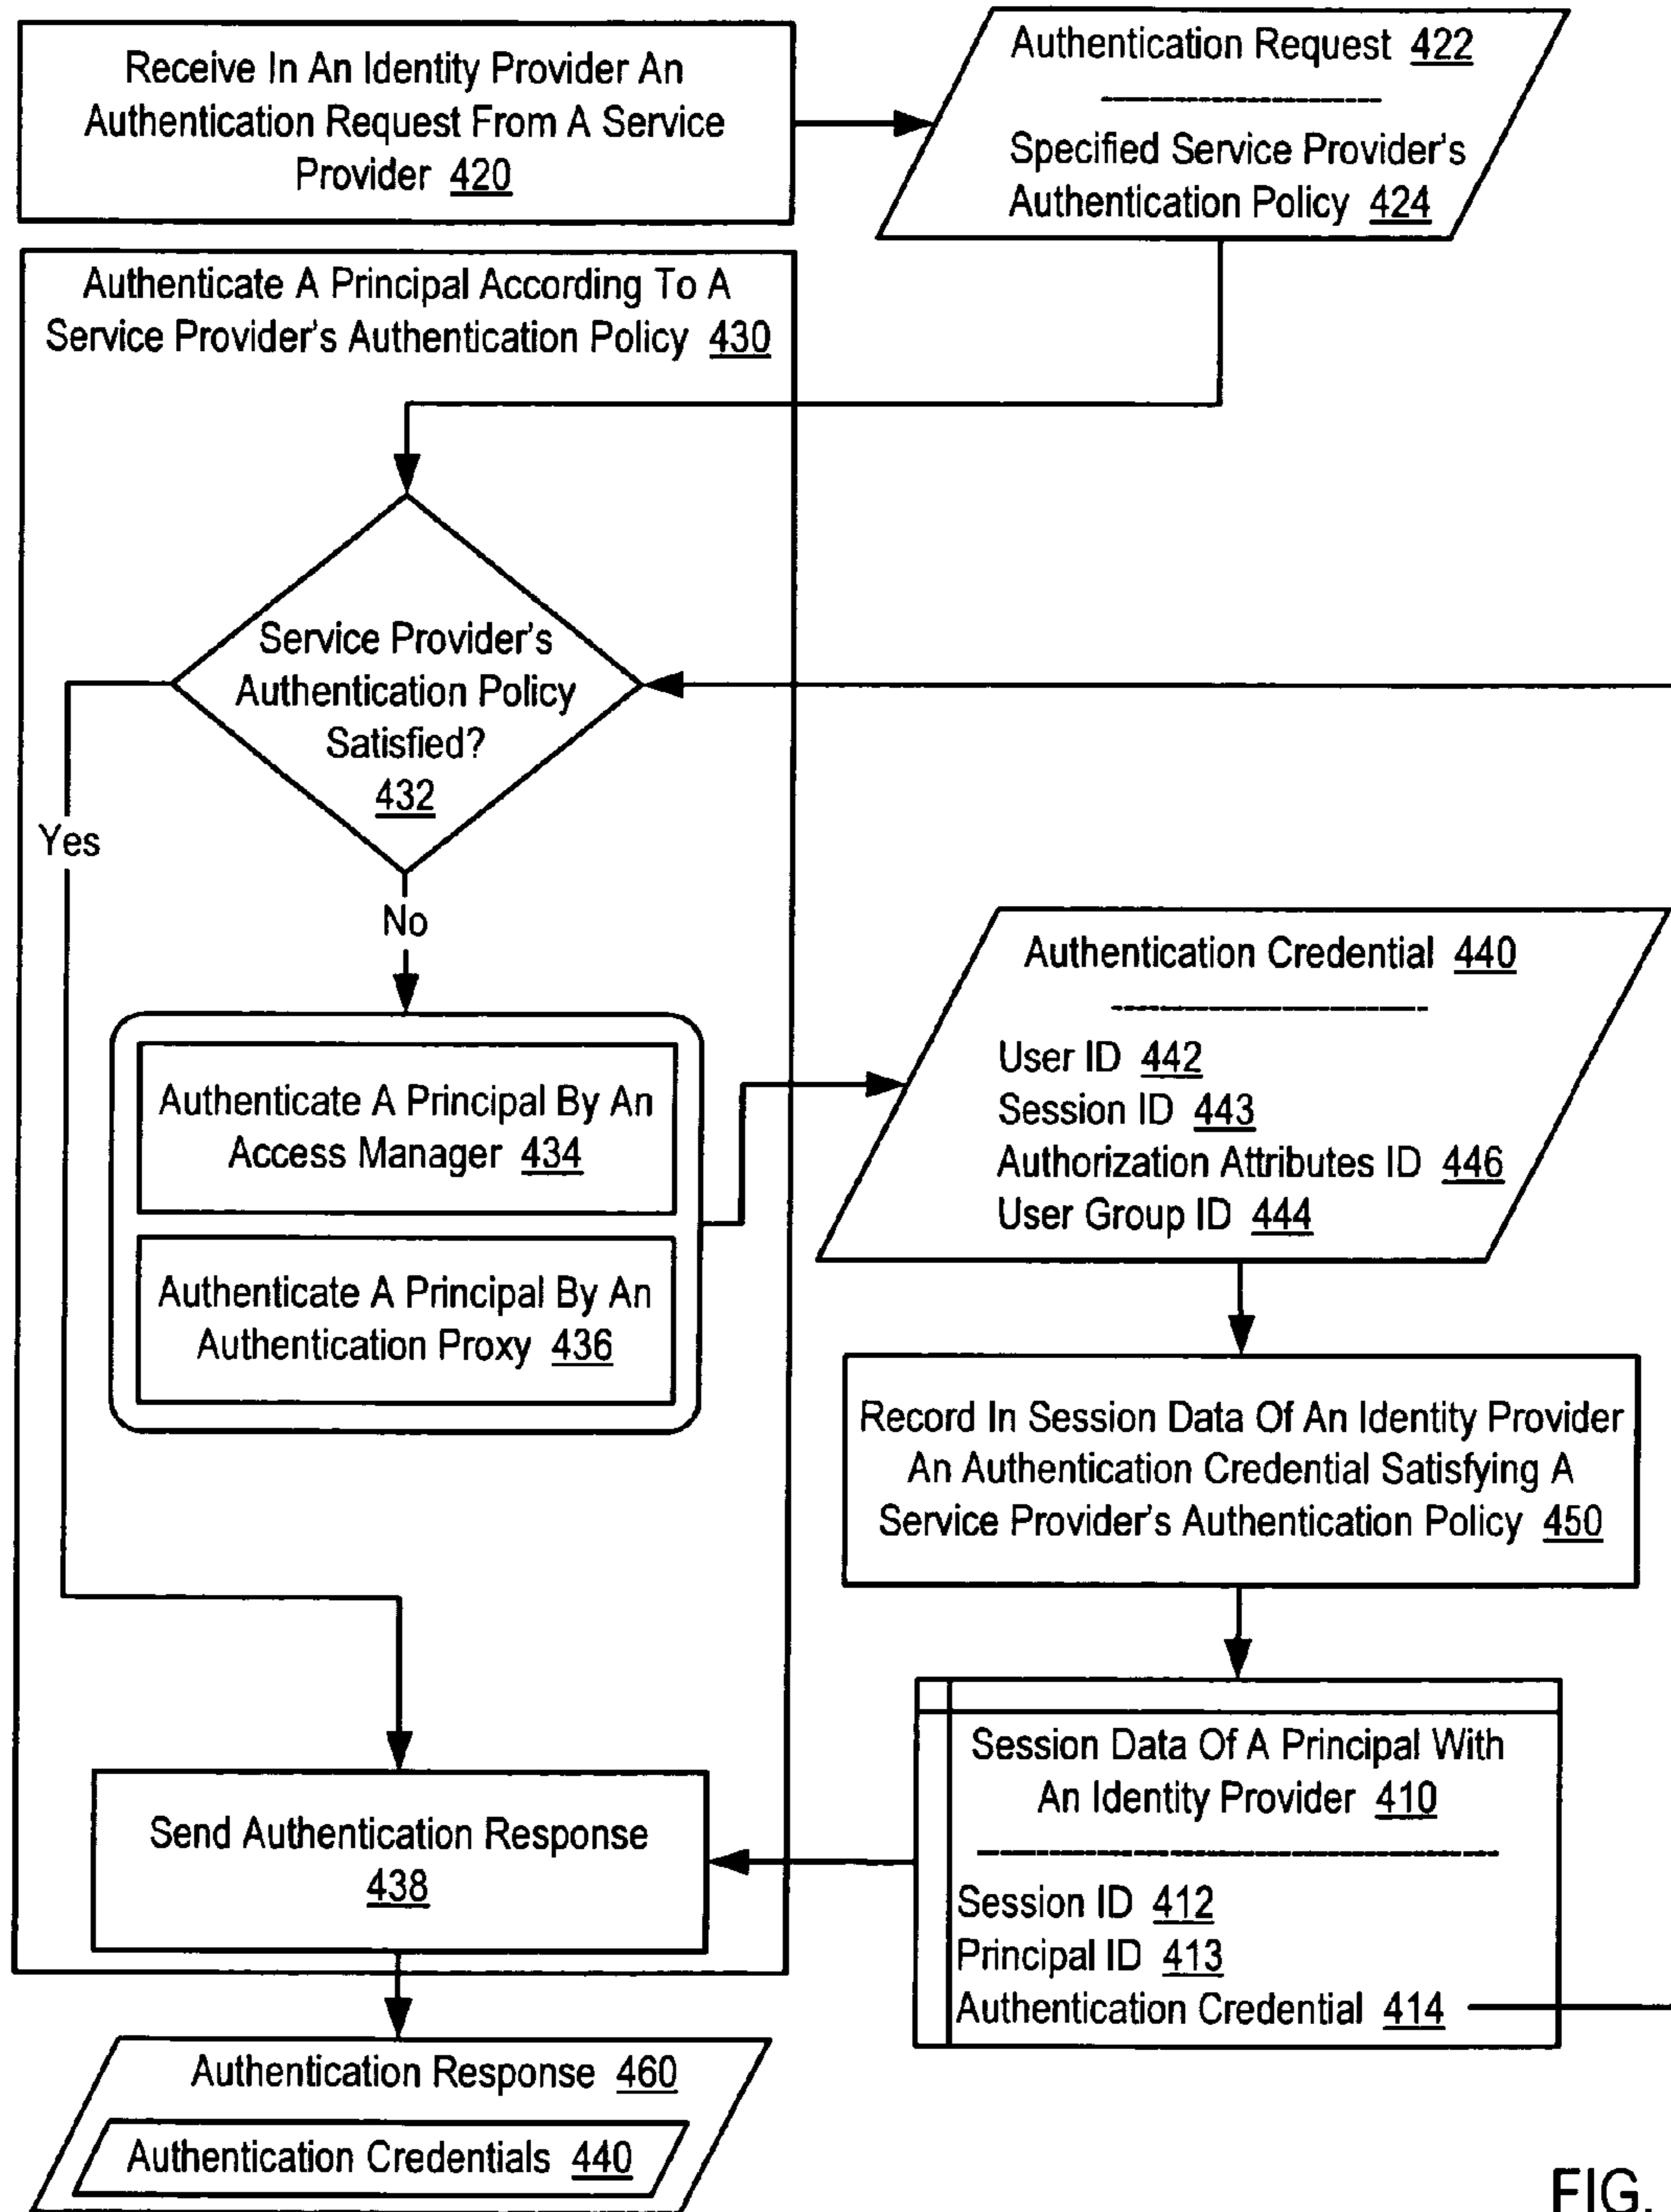 Receive In An Identity Provider An
Authentication Request From A Service
Provider 420
Authentication Request 422
Specified Service Provider's
Authentication Policy 424
Authenticate A Principal According To A
Service Provider's Authentication Policy 430
Service Provider's
Authentication Policy
Satisfied?
432
Yes
No
Authenticate A Principal By An
Access Manager 434
Authenticate A Principal By An
Authentication Proxy 436
Authentication Credential 440
User ID 442
Session ID 443
Authorization Attributes ID 446
User Group ID 444
Record In Session Data Of An Identity Provider
An Authentication Credential Satisfying A
Service Provider's Authentication Policy 450
Session Data Of A Principal With
An Identity Provider 410
Session ID 412
Principal ID 413
Authentication Credential 414
Send Authentication Response
438
Authentication Response 460
Authentication Credentials 440
FIG.